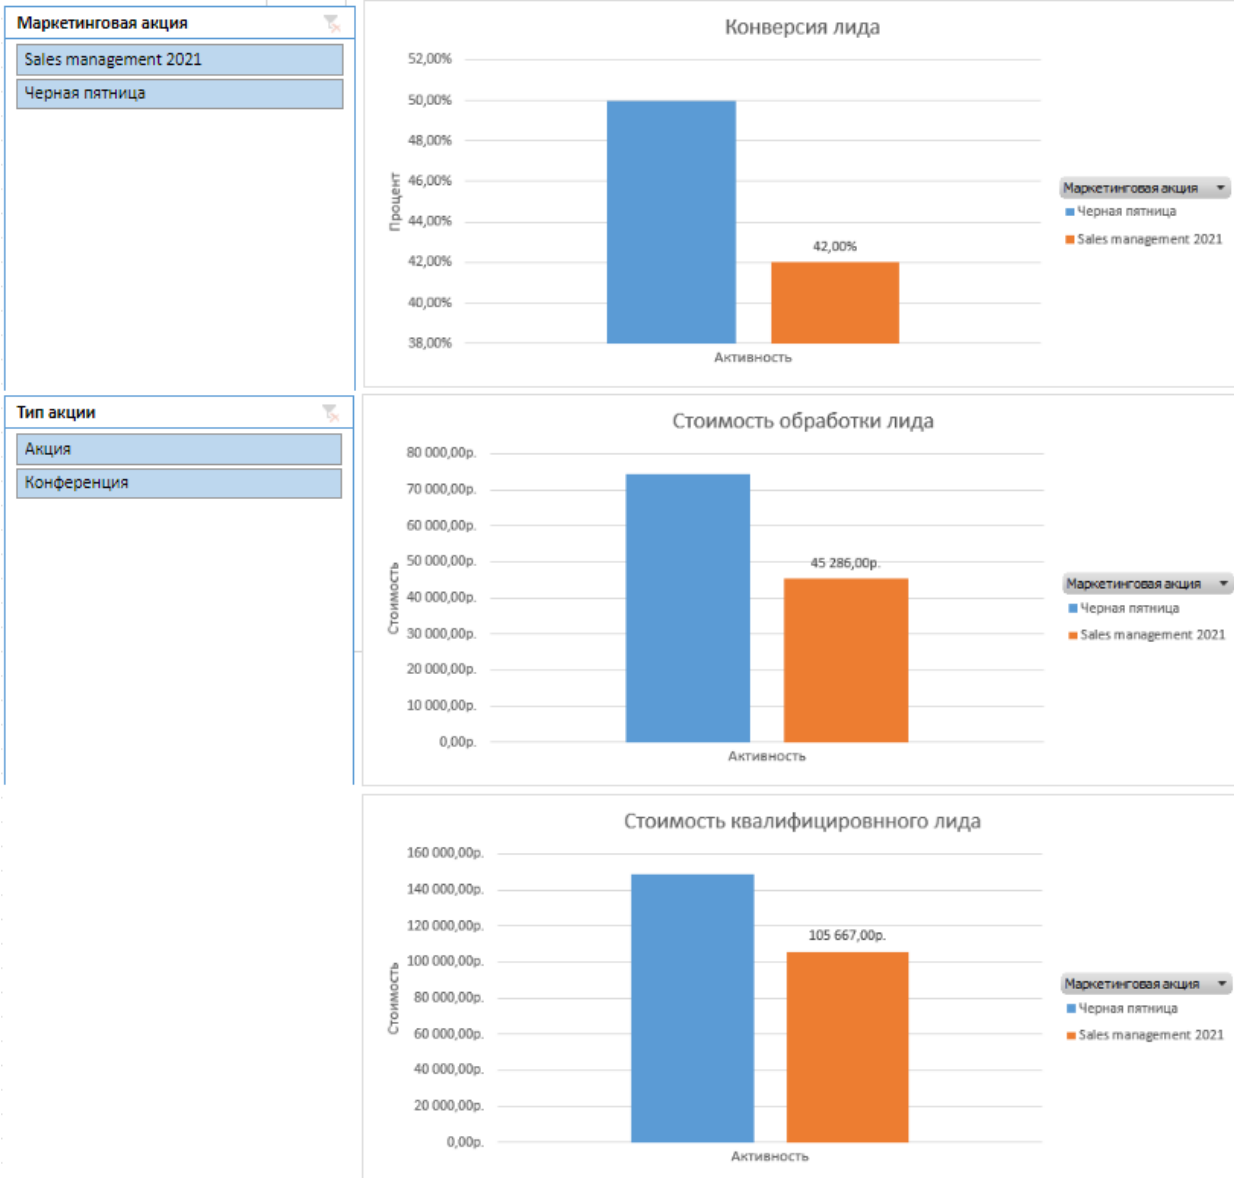 Маркетинговая акция
Sales management 2021
Черная пятница
Конверсия лида
52,00%
50,00%
48,00%
46,00%
44,00%
42,00%
40,00%
38,00%
Процент
42,00%
Активность
Маркетинговая акция
Черная пятница
Sales management 2021
Тип акции
Акция
Конференция
Стоимость обработки лида
80 000,00р.
70 000,00р.
60 000,00р.
50 000,00р.
40 000,00р.
30 000,00р.
20 000,00р.
10 000,00р.
0,00р.
Стоимость
45 286,00р.
Активность
Маркетинговая акция
Черная пятница
Sales management 2021
Стоимость квалифицировнного лида
160 000,00р.
140 000,00р.
120 000,00р.
100 000,00р.
80 000,00р.
60 000,00р.
40 000,00р.
20 000,00р.
0,00р.
Стоимость
105 667,00р.
Активность
Маркетинговая акция
Черная пятница
Sales management 2021